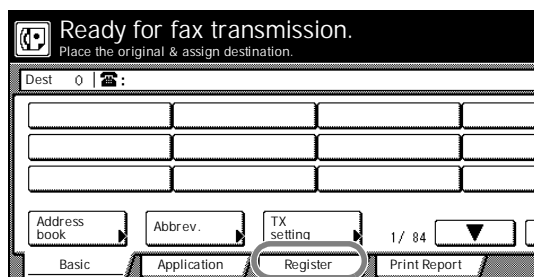 Ready for fax transmission.
Place the original & assign destination.
Dest 0 ☎:
Address book
Abbrev.
TX setting
1/ 84
Basic
Application
Register
Print Report